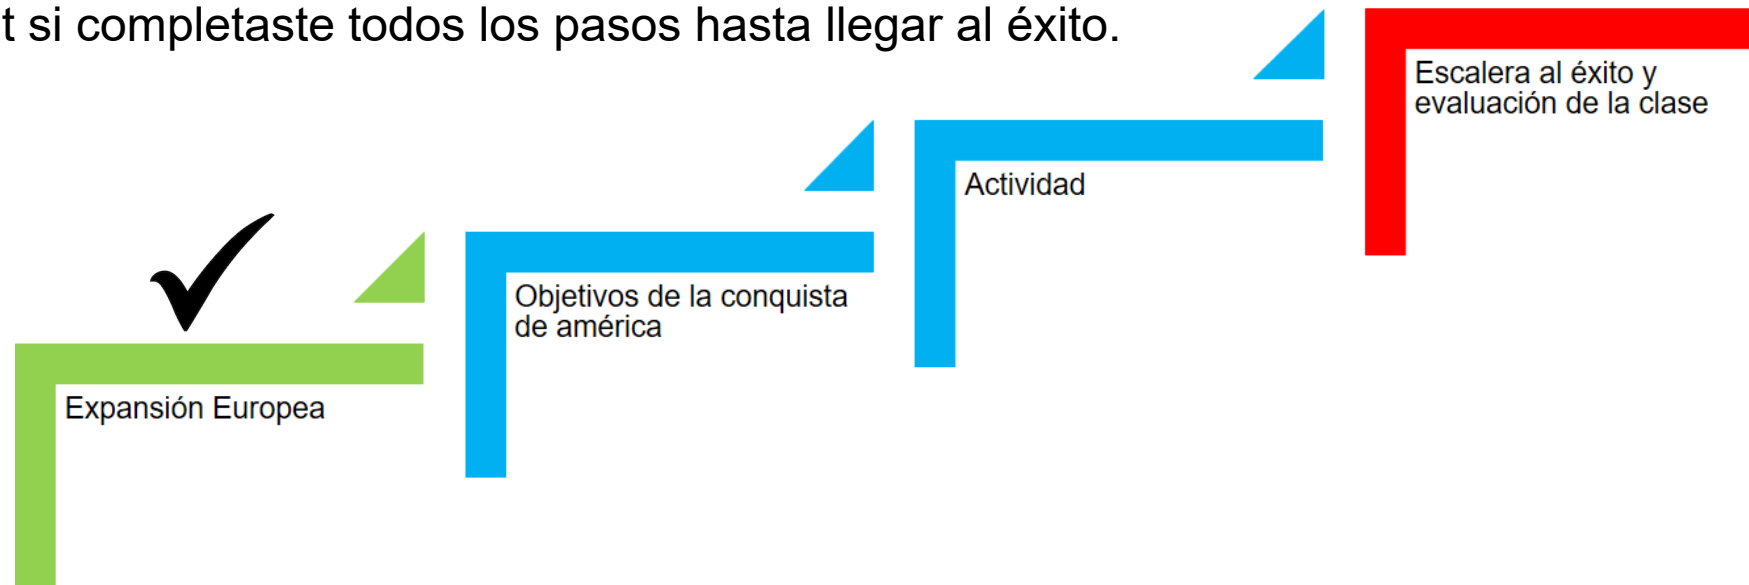 t si completaste todos los pasos hasta llegar al éxito.
Escalera al éxito y
evaluación de la clase
Actividad
Objetivos de la conquista
de américa
Expansión Europea